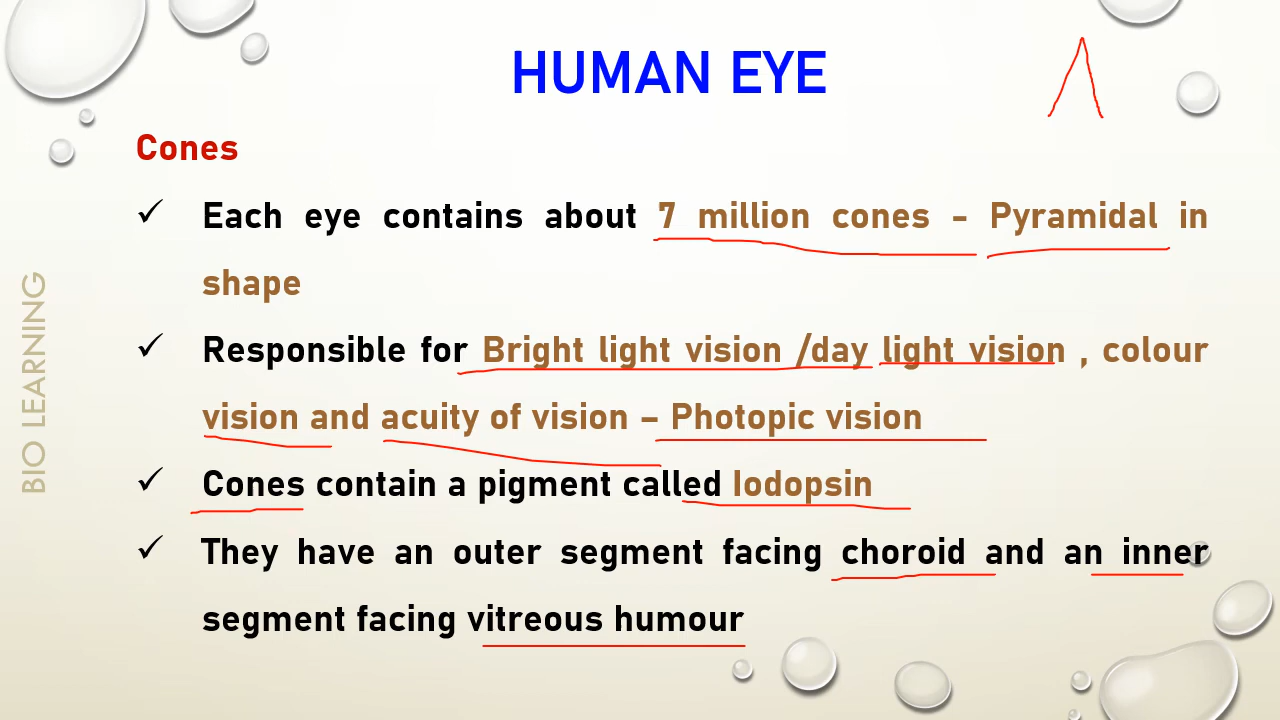 HUMAN EYE
Cones
✓ Each eye contains about 7 million cones - Pyramidal in
shape
✓ Responsible for Bright light vision /day light vision , colour
vision and acuity of vision – Photopic vision
✓ Cones contain a pigment called Iodopsin
✓ They have an outer segment facing choroid and an inner
segment facing vitreous humour
BIO LEARNING